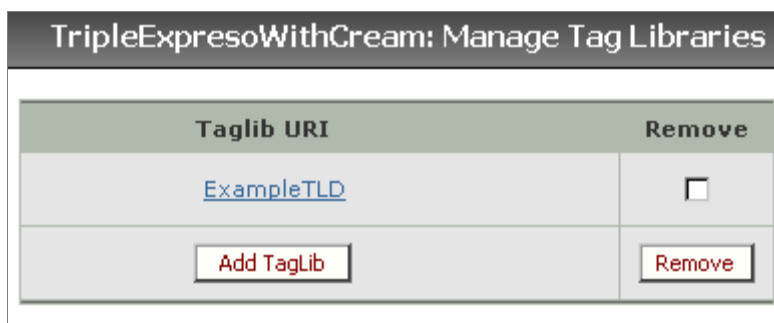 TripleExpresoWithCream: Manage Tag Libraries
Taglib URI Remove
ExampleTLD
Add TagLib Remove